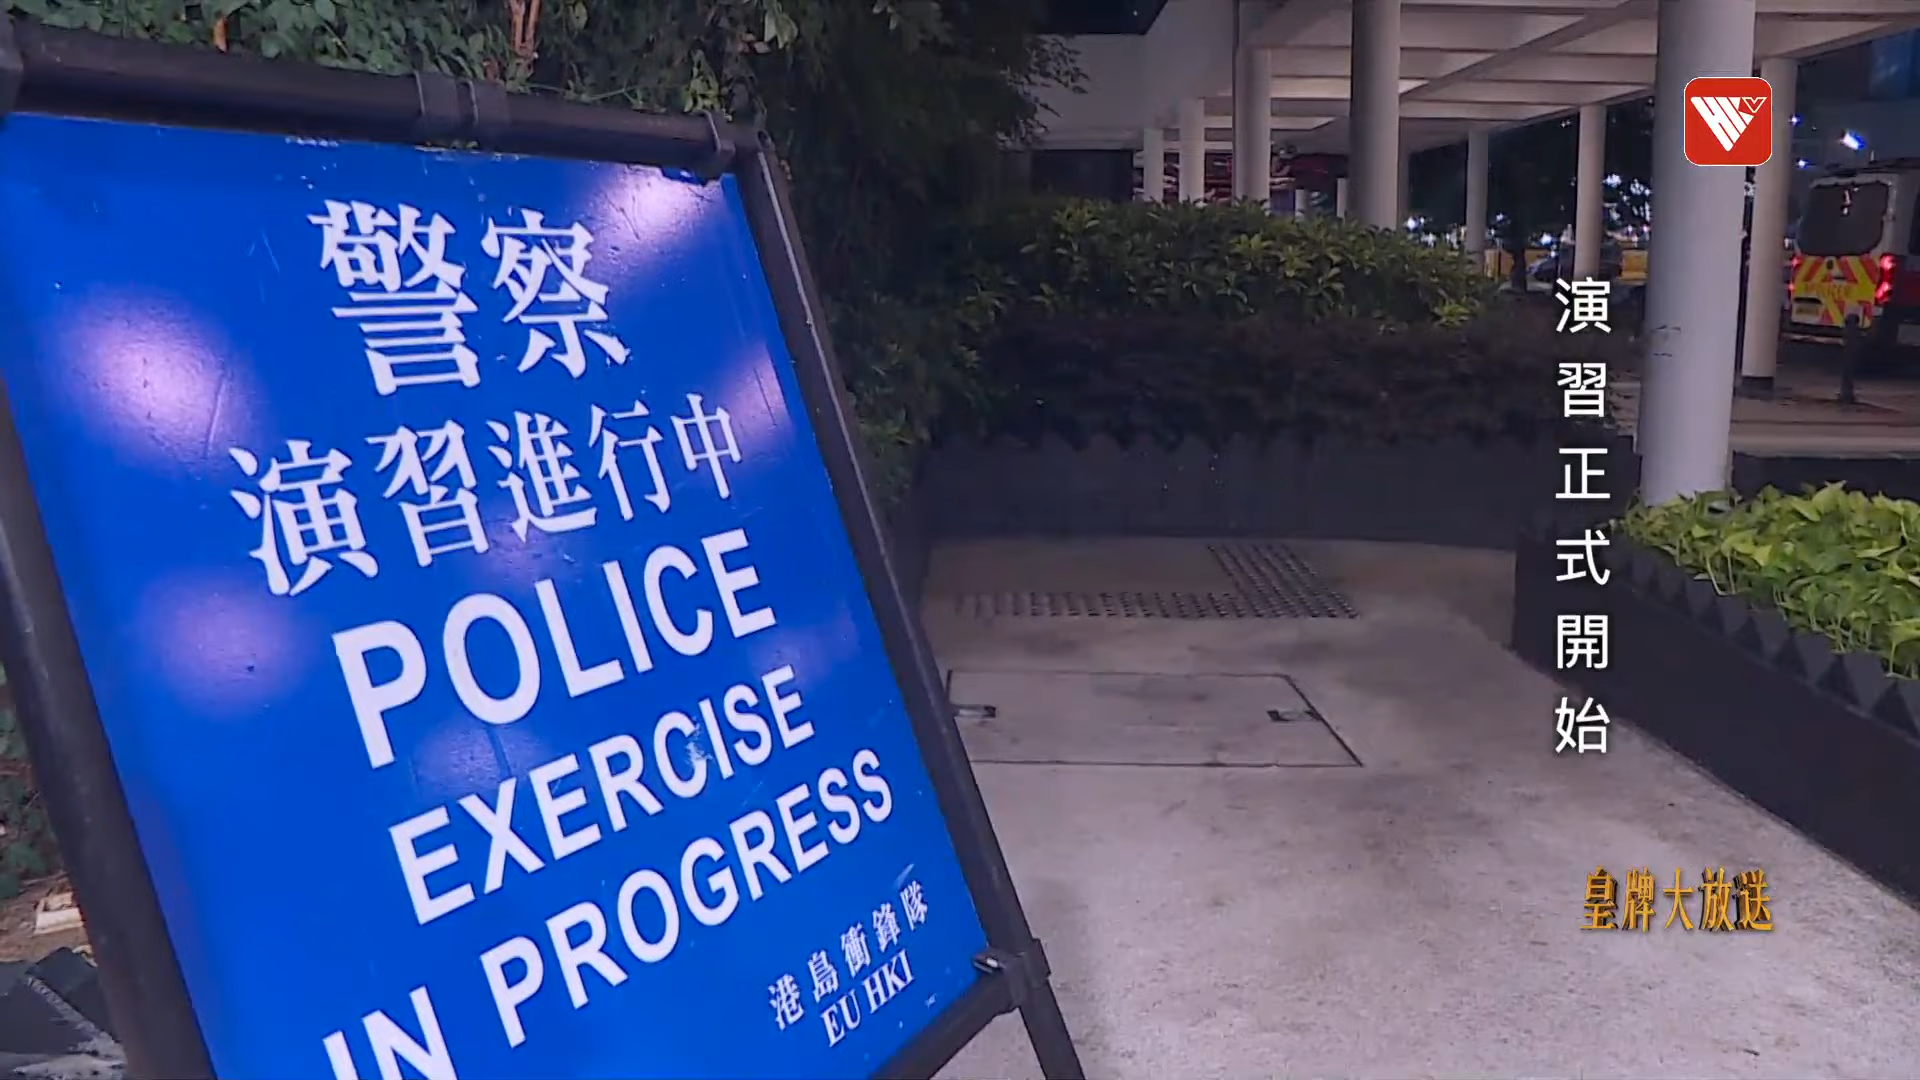 警察
演習進行中
POLICE
EXERCISE
IN PROGRESS
港島衝鋒隊
EU HKI
演習正式開始
皇牌大放送